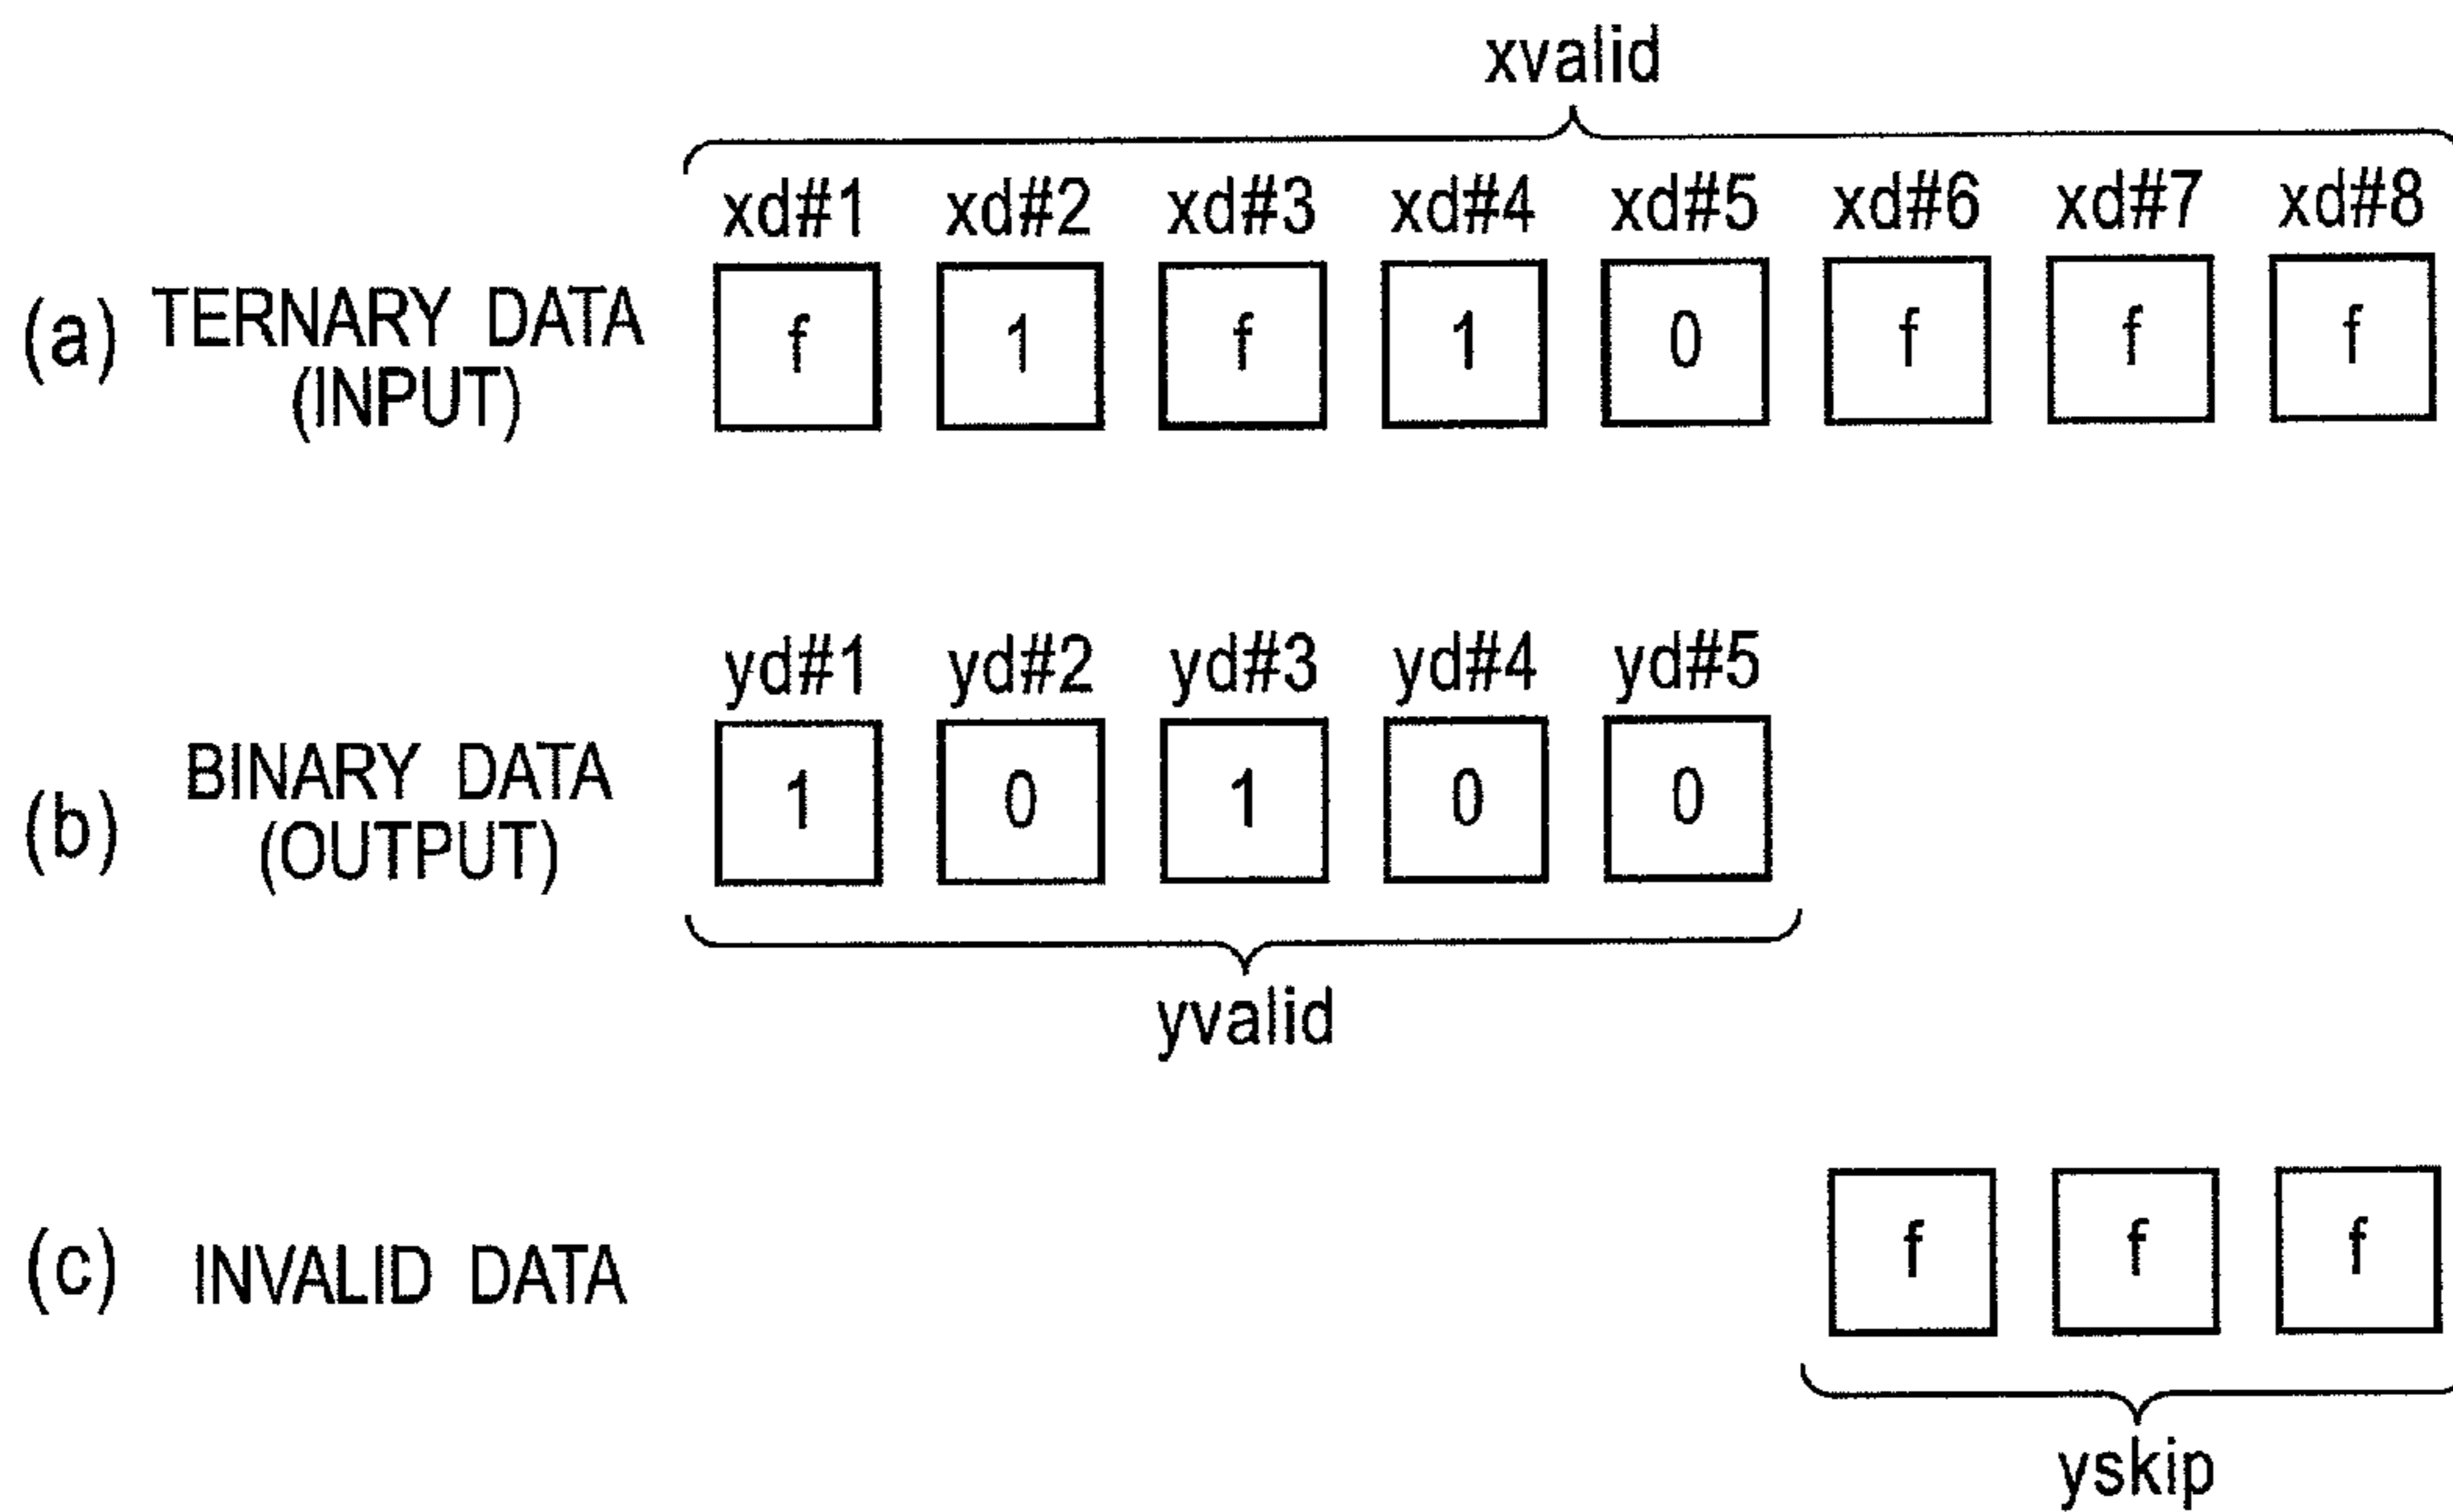 xvalid
xd#1 xd#2 xd#3 xd#4 xd#5 xd#6 xd#7 xd#8
(a) TERNARY DATA
(INPUT)
f 1 f 1 0 f f f
yd#1 yd#2 yd#3 yd#4 yd#5
(b) BINARY DATA
(OUTPUT)
1 0 1 0 0
yvalid
(c) INVALID DATA
f f f
yskip